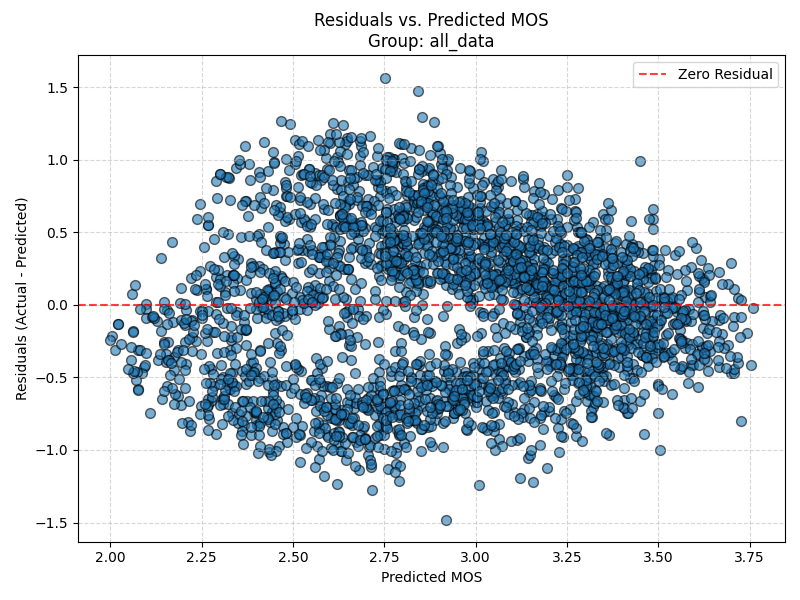 Residuals vs. Predicted MOS
Group: all_data
Zero Residual
Residuals (Actual - Predicted)
1.5
1.0
0.5
0.0
−0.5
−1.0
−1.5
2.00 2.25 2.50 2.75 3.00 3.25 3.50 3.75
Predicted MOS